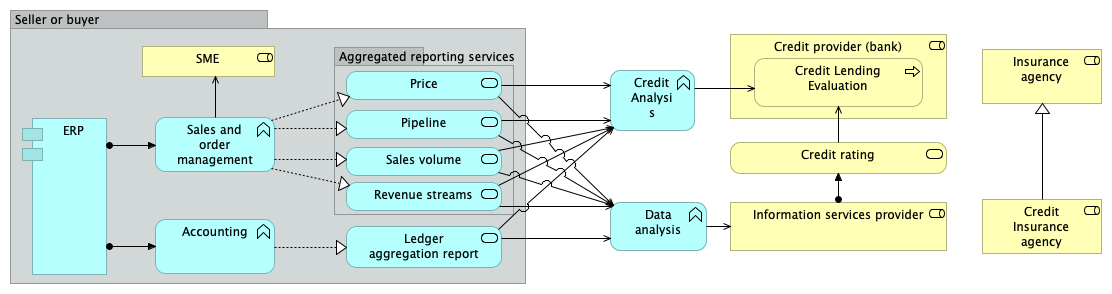 Seller or buyer
SME
Aggregated reporting services
Price
Pipeline
Sales volume
Revenue streams
Ledger
aggregation report
ERP
Sales and
order
management
Accounting
Credit
Analysi
s
Data
analysis
Credit provider (bank)
Credit Lending
Evaluation
Credit rating
Information services provider
Insurance
agency
Credit
Insurance
agency